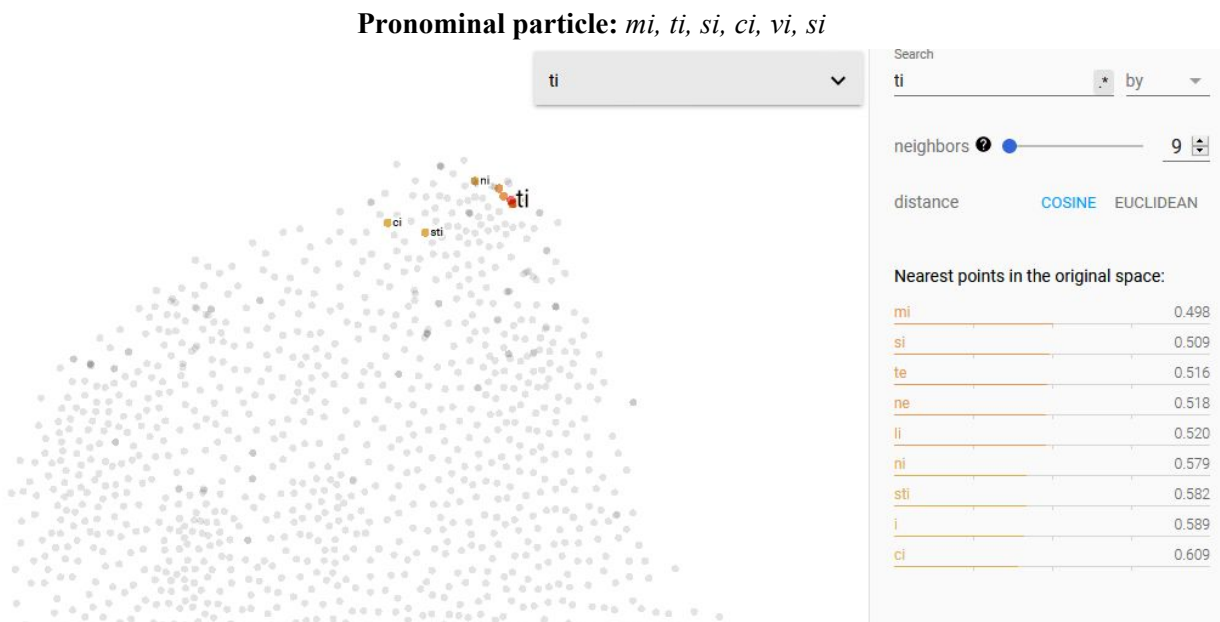 Pronominal particle: mi, ti, si, ci, vi, si
ti
Search
ti .* by
neighbors ? 9
distance COSINE EUCLIDEAN
Nearest points in the original space:
mi 0.498
si 0.509
te 0.516
ne 0.518
li 0.520
ni 0.579
sti 0.582
i 0.589
ci 0.609
ni
ti
ci
sti